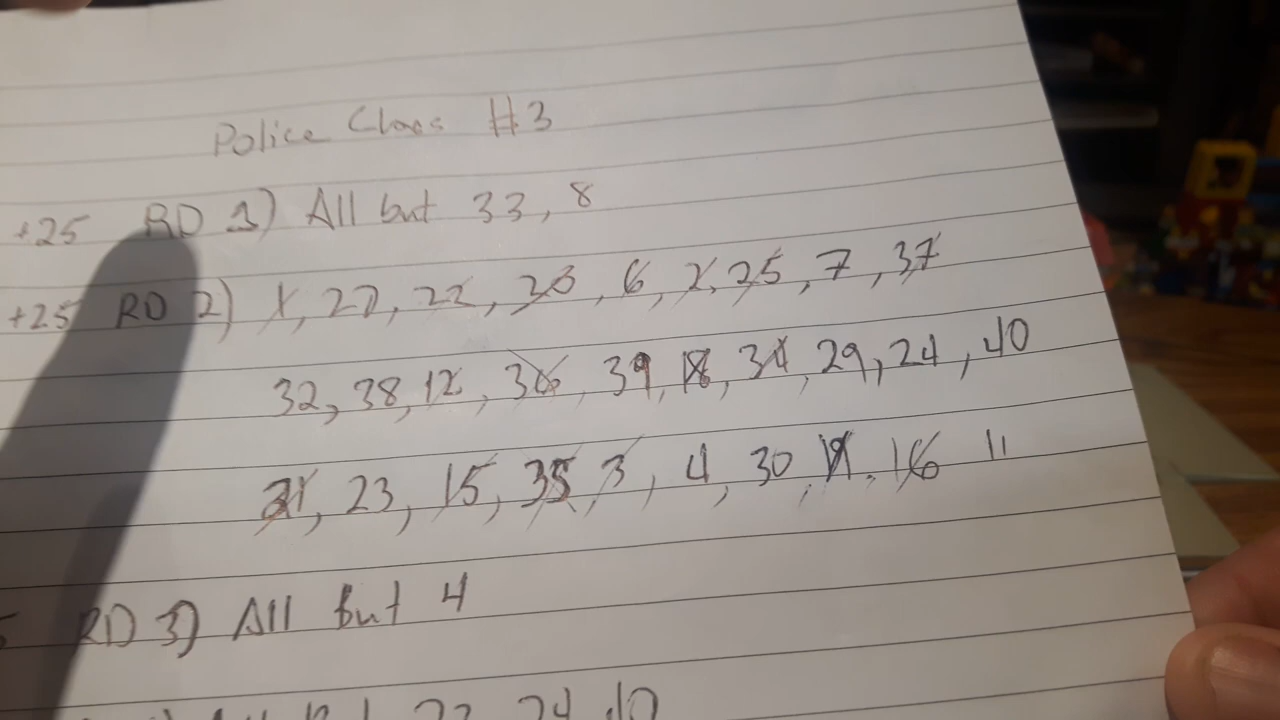 Police Class #3
+25 RD 1) All but 33, 8
+25 RD 2) 1, 27, 22, 20, 6, 2, 25, 7, 37
32, 38, 12, 36, 39, 18, 34, 29, 24, 40
31, 23, 15, 35, 3, 4, 30, 19, 16 11
RD 3) All but 4